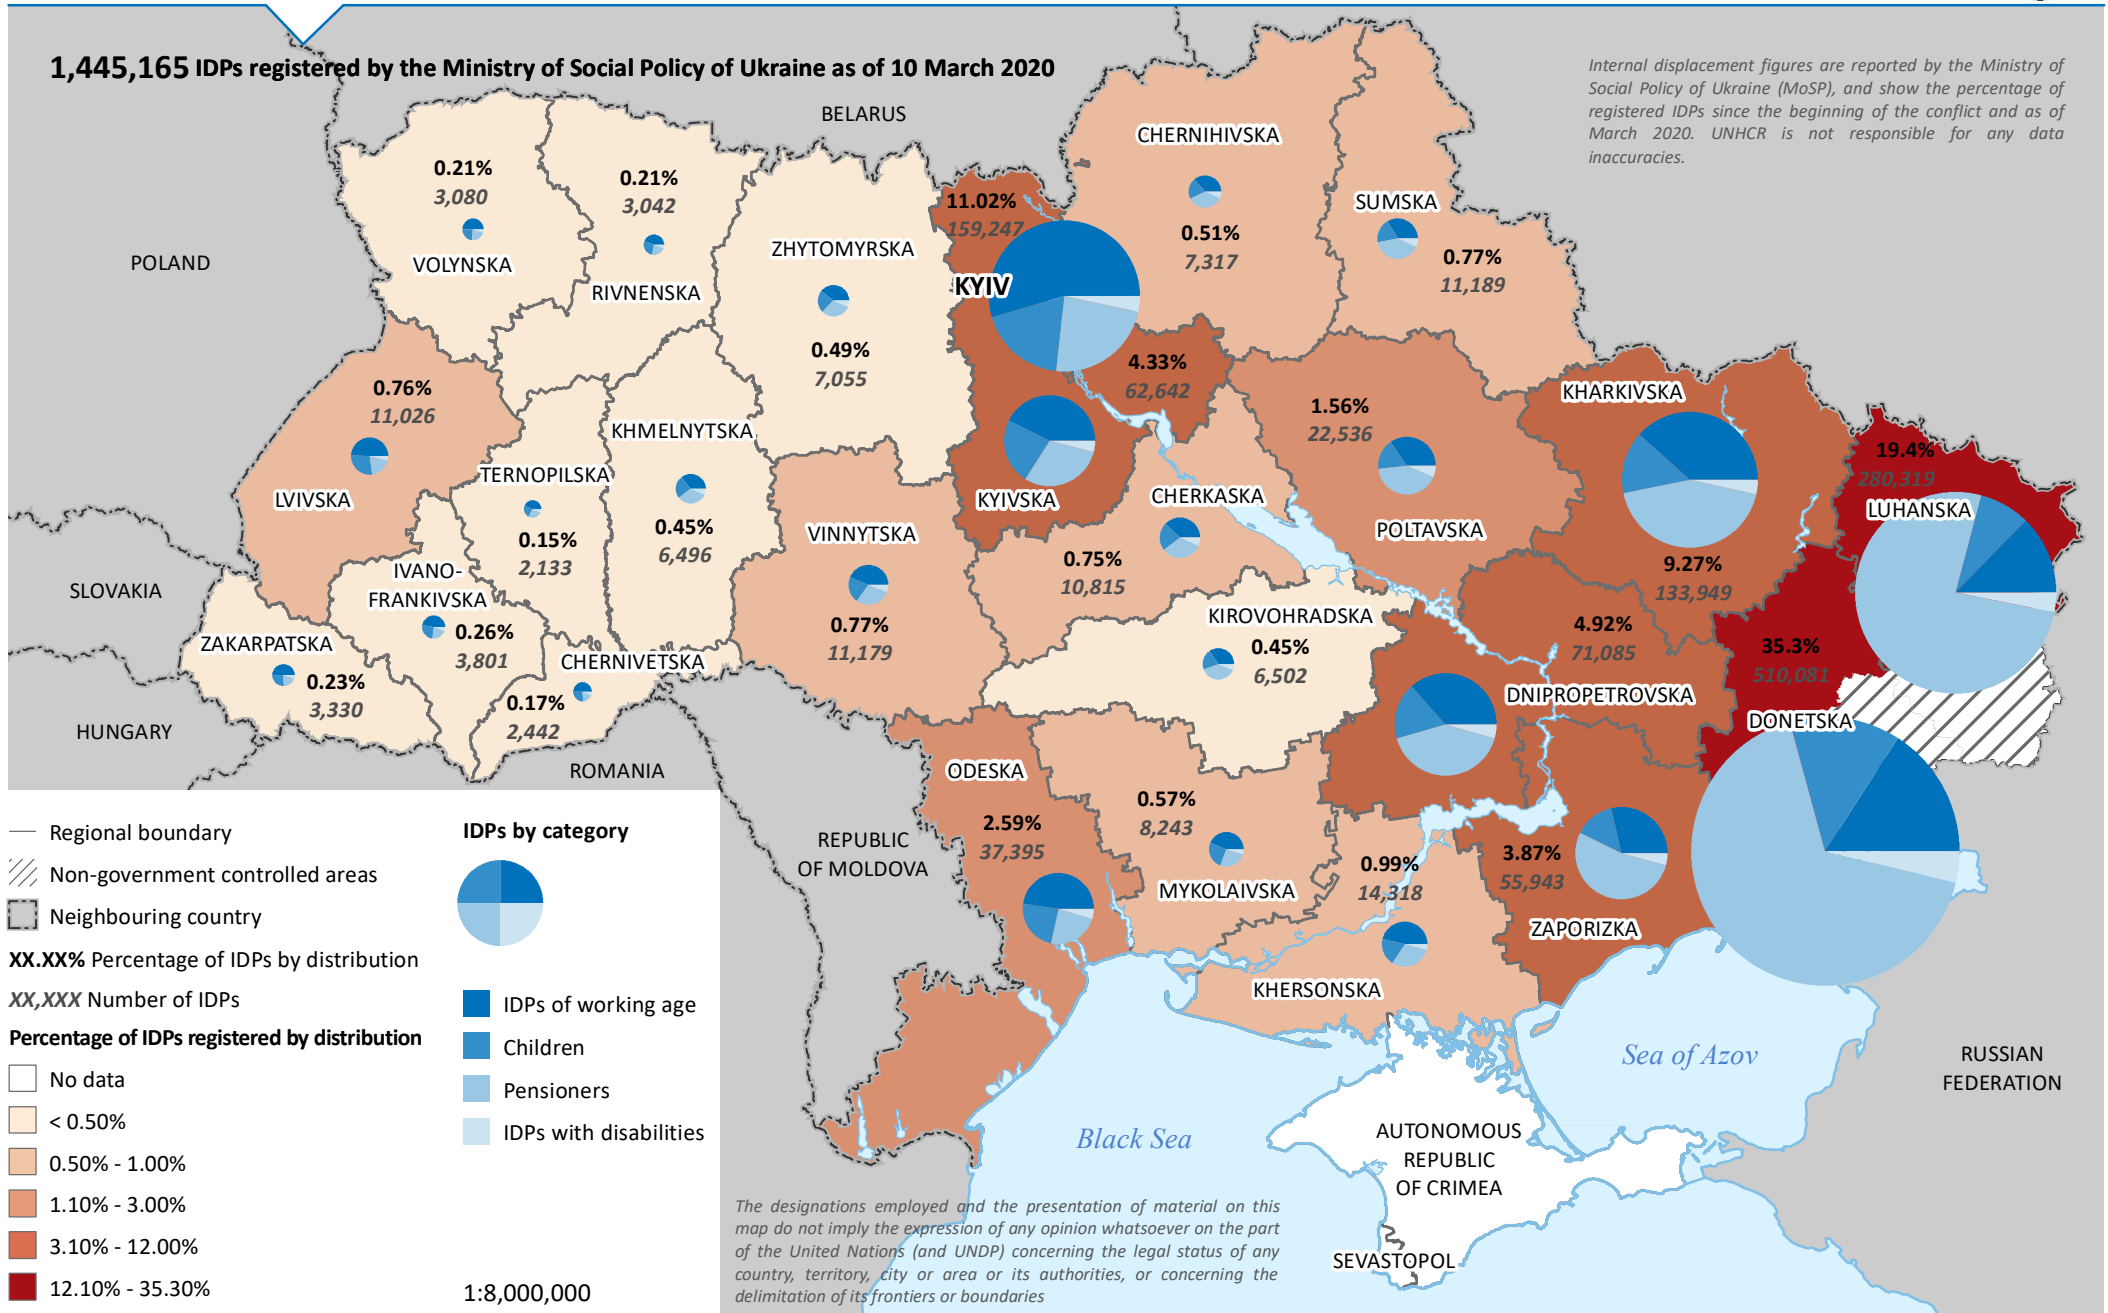 1,445,165 IDPs registered by the Ministry of Social Policy of Ukraine as of 10 March 2020
Internal displacement figures are reported by the Ministry of
Social Policy of Ukraine (MoSP), and show the percentage of
registered IDPs since the beginning of the conflict and as of
March 2020. UNHCR is not responsible for any data
inaccuracies.
BELARUS
POLAND
SLOVAKIA
HUNGARY
ROMANIA
REPUBLIC
OF MOLDOVA
RUSSIAN
FEDERATION
0.21%
3,080
VOLYNSKA
0.21%
3,042
RIVNENSKA
ZHYTOMYRSKA
0.49%
7,055
11.02%
159,247
KYIV
CHERNIHIVSKA
0.51%
7,317
SUMSKA
0.77%
11,189
4.33%
62,642
KYIVSKA
0.76%
11,026
LVIVSKA
TERNOPILSKA
0.15%
2,133
KHMELNYTSKA
0.45%
6,496
VINNYTSKA
0.77%
11,179
CHERKASKA
0.75%
10,815
1.56%
22,536
POLTAVSKA
KHARKIVSKA
9.27%
133,949
19.4%
280,319
LUHANSKA
IVANO-
FRANKIVSKA
0.26%
3,801
ZAKARPATSKA
0.23%
3,330
CHERNIVETSKA
0.17%
2,442
KIROVOHRADSKA
0.45%
6,502
4.92%
71,085
DNIPROPETROVSKA
35.3%
510,081
DONETSKA
ODESKA
2.59%
37,395
0.57%
8,243
MYKOLAIVSKA
0.99%
14,318
KHERSONSKA
3.87%
55,943
ZAPORIZKA
Sea of Azov
Black Sea
AUTONOMOUS
REPUBLIC
OF CRIMEA
SEVASTOPOL
Regional boundary
Non-government controlled areas
Neighbouring country
XX.XX% Percentage of IDPs by distribution
XX,XXX Number of IDPs
Percentage of IDPs registered by distribution
No data
< 0.50%
0.50% - 1.00%
1.10% - 3.00%
3.10% - 12.00%
12.10% - 35.30%
IDPs by category
IDPs of working age
Children
Pensioners
IDPs with disabilities
1:8,000,000
The designations employed and the presentation of material on this
map do not imply the expression of any opinion whatsoever on the part
of the United Nations (and UNDP) concerning the legal status of any
country, territory, city or area or its authorities, or concerning the
delimitation of its frontiers or boundaries